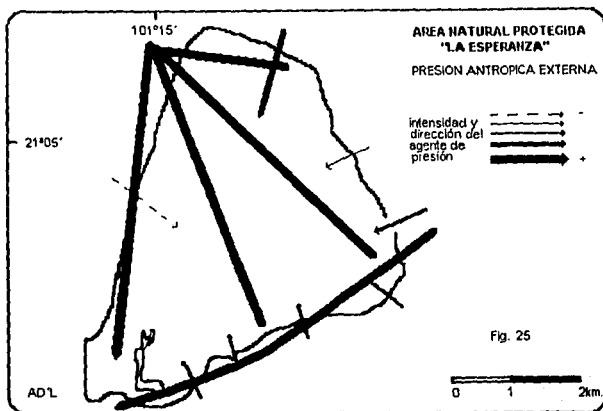 101°15´
AREA NATURAL PROTEGIDA
"LA ESPERANZA"
PRESION ANTROPICA EXTERNA
21°05´
intensidad y
dirección del
agente de
presión
-
+
Fig. 25
AD'L
0 1 2km.